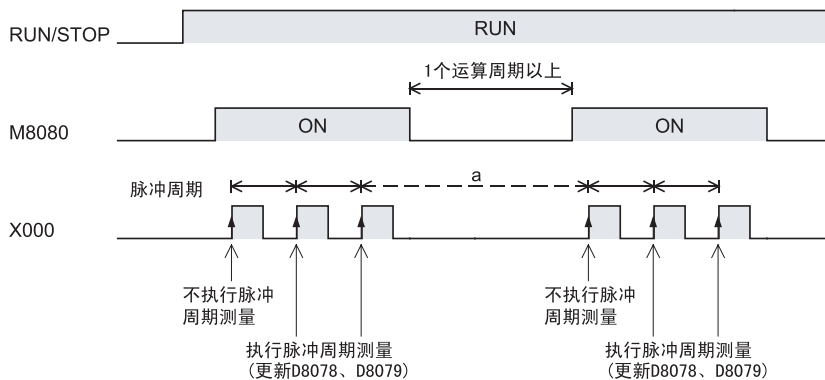 RUN/STOP
RUN
1个运算周期以上
M8080
ON
ON
脉冲周期
a
X000
不执行脉冲
周期测量
不执行脉冲
周期测量
执行脉冲周期测量
(更新D8078、D8079)
执行脉冲周期测量
(更新D8078、D8079)